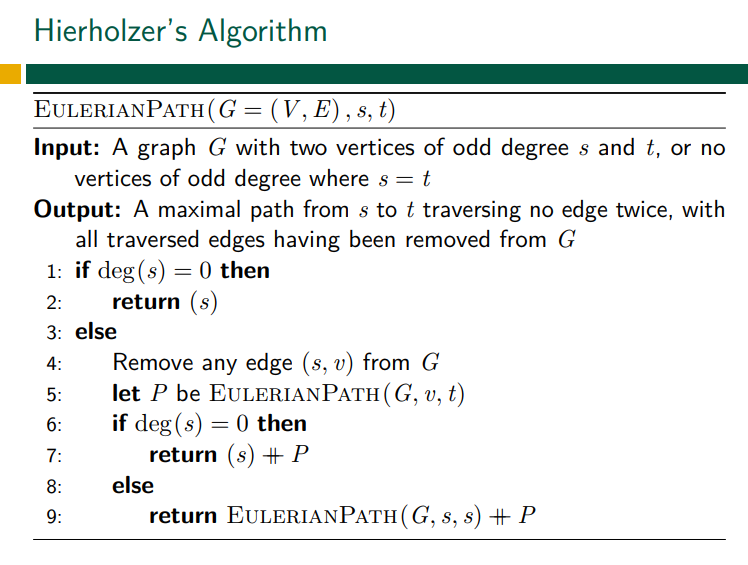 Hierholzer's Algorithm
EULERIANPATH(G = (V, E), s, t)
Input: A graph G with two vertices of odd degree s and t, or no
vertices of odd degree where s = t
Output: A maximal path from s to t traversing no edge twice, with
all traversed edges having been removed from G
1: if deg(s) = 0 then
2: return (s)
3: else
4: Remove any edge (s, v) from G
5: let P be EULERIANPATH(G, v, t)
6: if deg(s) = 0 then
7: return (s) ⧺ P
8: else
9: return EULERIANPATH(G, s, s) ⧺ P